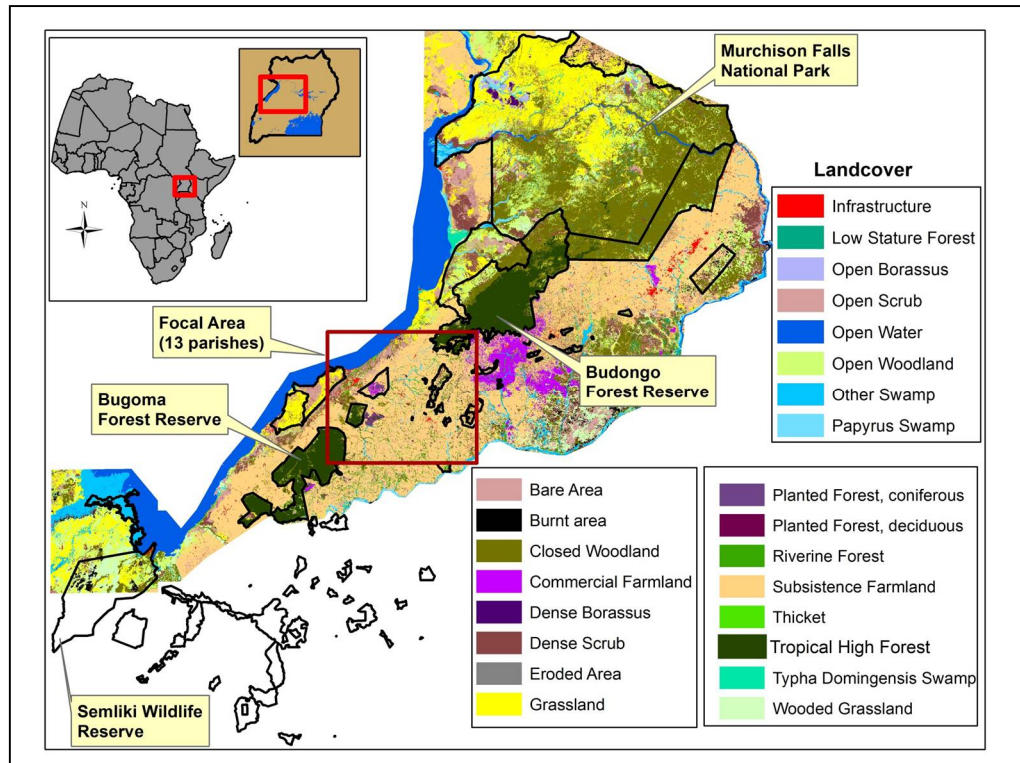 Murchison Falls
National Park
N
Landcover
Infrastructure
Low Stature Forest
Open Borassus
Open Scrub
Open Water
Open Woodland
Other Swamp
Papyrus Swamp
Focal Area
(13 parishes)
Budongo
Forest Reserve
Bugoma
Forest Reserve
Bare Area
Burnt area
Closed Woodland
Commercial Farmland
Dense Borassus
Dense Scrub
Eroded Area
Grassland
Planted Forest, coniferous
Planted Forest, deciduous
Riverine Forest
Subsistence Farmland
Thicket
Tropical High Forest
Typha Domingensis Swamp
Wooded Grassland
Semliki Wildlife
Reserve